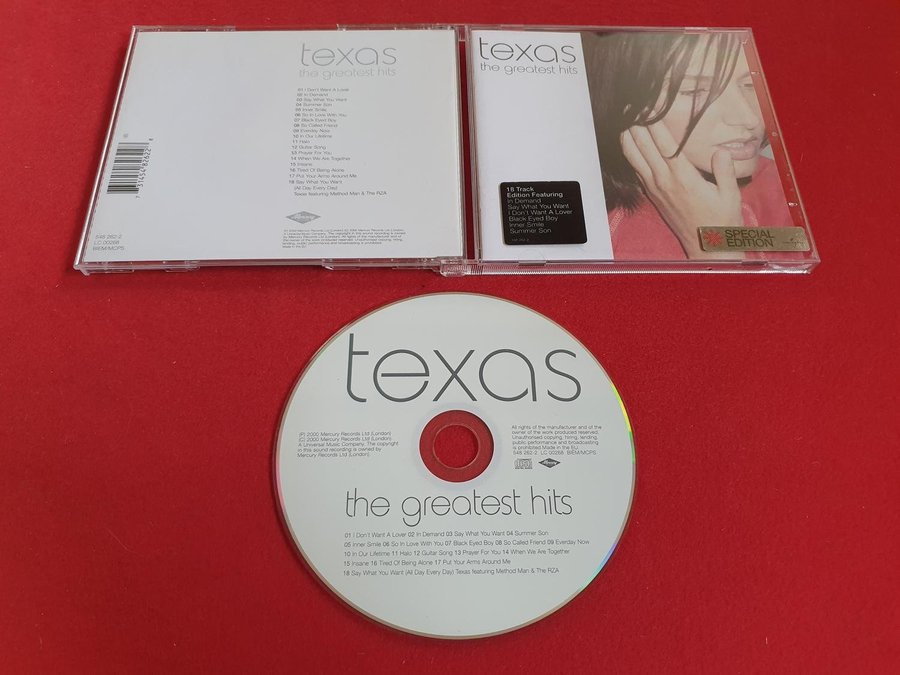 texas
the greatest hits
01 I Don't Want A Lover
02 In Demand
03 Say What You Want
04 Summer Son
05 Inner Smile
06 So In Love With You
07 Black Eyed Boy
08 So Called Friend
09 Everday Now
10 In Our Lifetime
11 Halo
12 Guitar Song
13 Prayer For You
14 When We Are Together
15 Insane
16 Tired Of Being Alone
17 Put Your Arms Around Me
18 Say What You Want
(All Day Every Day)
Texas featuring Method Man & The RZA
548 262-2
LC 00268
BIEM/MCPS
texas
the greatest hits
18 Track
Edition Featuring
In Demand
Say What You Want
I Don't Want A Lover
Black Eyed Boy
Inner Smile
Summer Son
SPECIAL
EDITION
texas
(P) 2000 Mercury Records Ltd (London)
(C) 2000 Mercury Records Ltd (London)
A Universal Music Company. The copyright
in this sound recording is owned by
Mercury Records Ltd (London).
All rights of the manufacturer and of the
owner of the work produced reserved.
Unauthorised copying, hiring, lending,
public performance and broadcasting
is prohibited. Made in the EU
548 262-2 LC 00268 BIEM/MCPS
the greatest hits
01 I Don't Want A Lover 02 In Demand 03 Say What You Want 04 Summer Son
05 Inner Smile 06 So In Love With You 07 Black Eyed Boy 08 So Called Friend 09 Everday Now
10 In Our Lifetime 11 Halo 12 Guitar Song 13 Prayer For You 14 When We Are Together
15 Insane 16 Tired Of Being Alone 17 Put Your Arms Around Me
18 Say What You Want (All Day Every Day) Texas featuring Method Man & The RZA